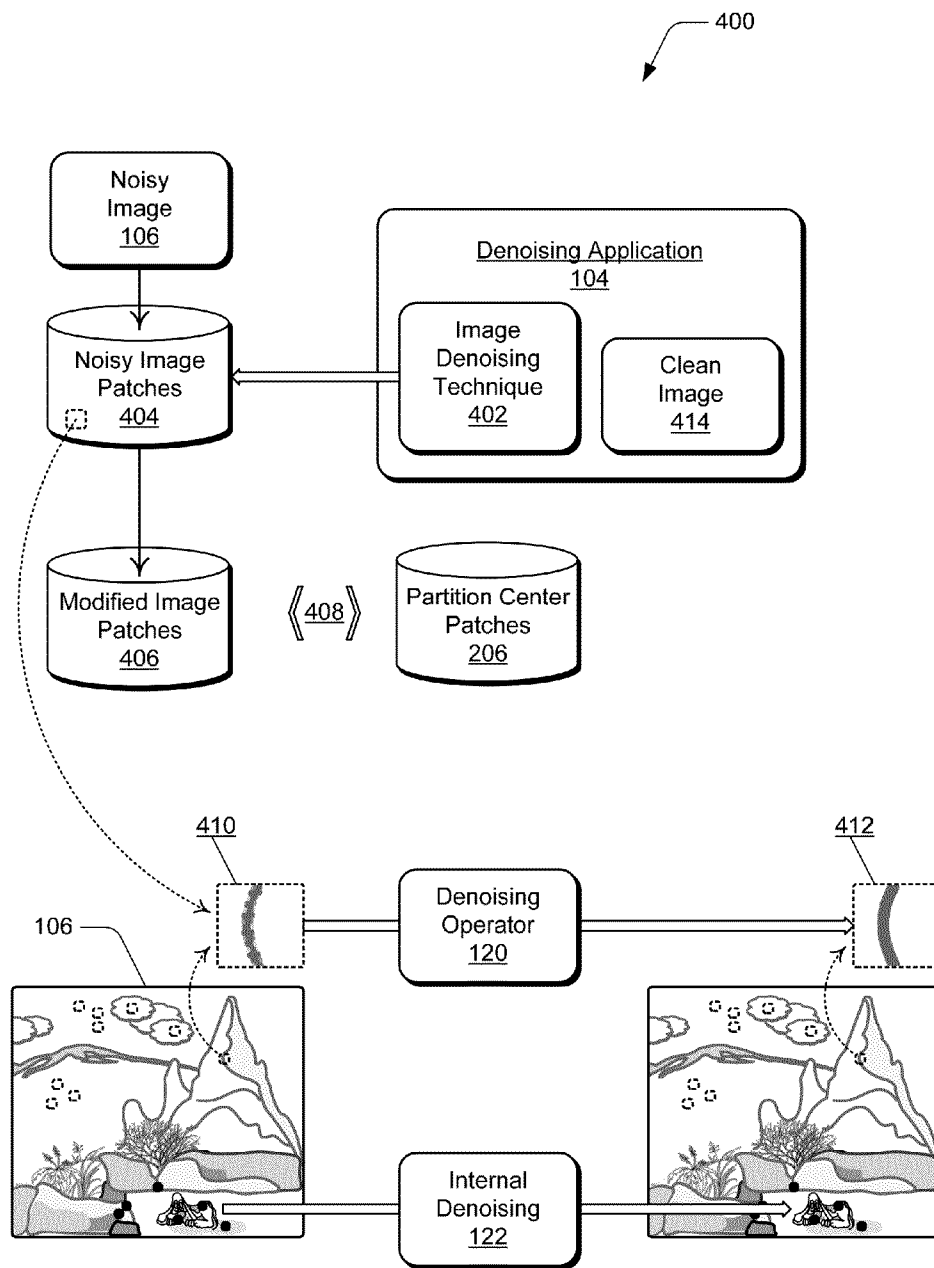 400
Noisy
Image
106
Denoising Application
104
Noisy Image
Patches
404
Image
Denoising
Technique
402
Clean
Image
414
Modified Image
Patches
406
408
Partition Center
Patches
206
410
412
Denoising
Operator
120
106
Internal
Denoising
122